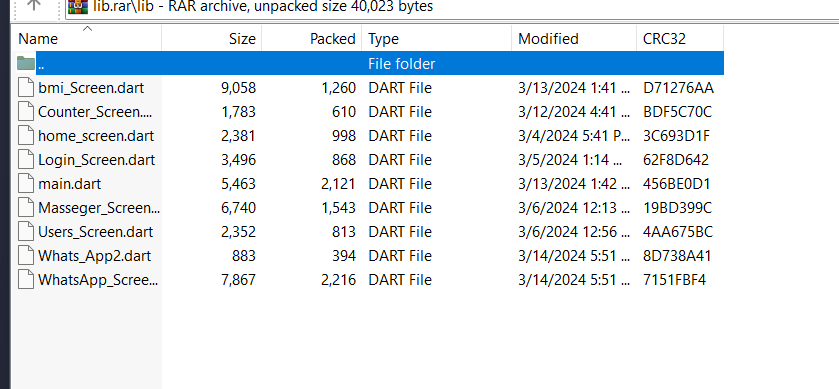 lib.rar\lib - RAR archive, unpacked size 40,023 bytes
Name Size Packed Type Modified CRC32
.. File folder
bmi_Screen.dart 9,058 1,260 DART File 3/13/2024 1:41 ... D71276AA
Counter_Screen.... 1,783 610 DART File 3/12/2024 4:41 ... BDF5C70C
home_screen.dart 2,381 998 DART File 3/4/2024 5:41 P... 3C693D1F
Login_Screen.dart 3,496 868 DART File 3/5/2024 1:14 ... 62F8D642
main.dart 5,463 2,121 DART File 3/13/2024 1:42 ... 456BE0D1
Masseger_Screen... 6,740 1,543 DART File 3/6/2024 12:13 ... 19BD399C
Users_Screen.dart 2,352 813 DART File 3/6/2024 12:56 ... 4AA675BC
Whats_App2.dart 883 394 DART File 3/14/2024 5:51 ... 8D738A41
WhatsApp_Scree... 7,867 2,216 DART File 3/14/2024 5:51 ... 7151FBF4